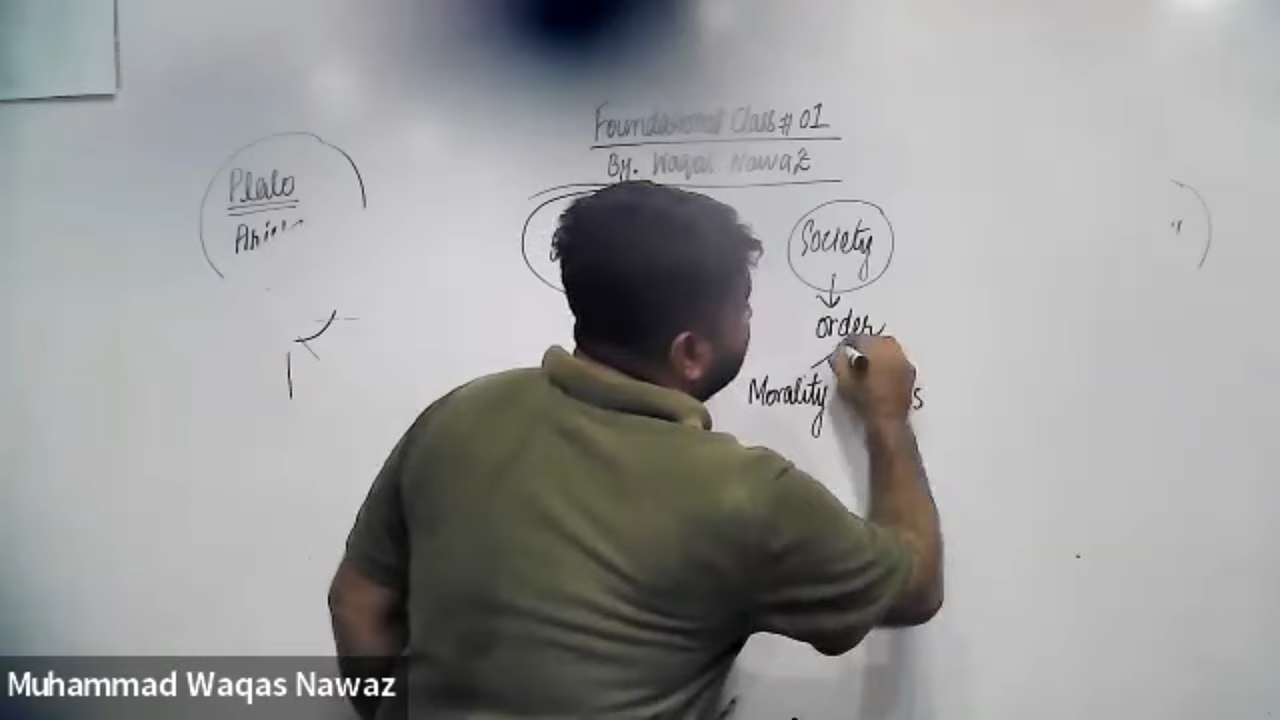 Foundational Class # 01
By. Waqas Nawaz
Plato
Society
order
Morality
Muhammad Waqas Nawaz